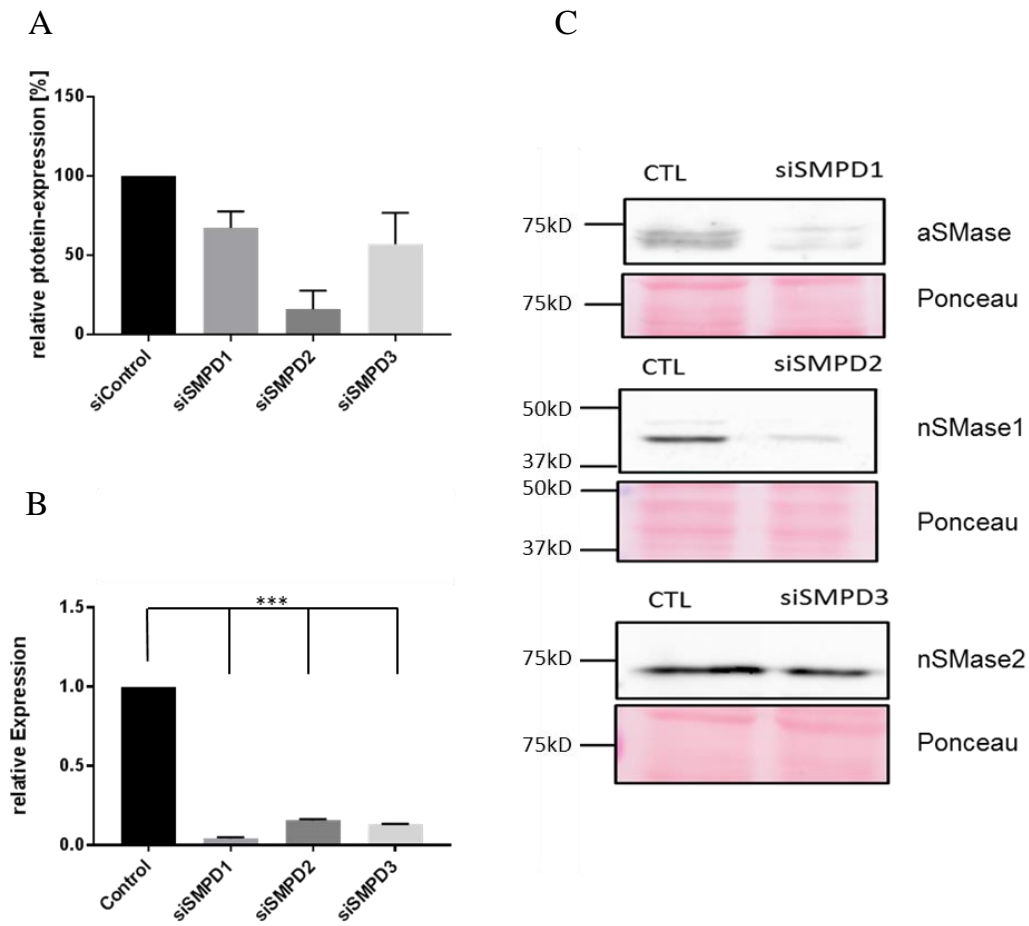 A
relative ptotein-expression [%]
150
100
50
0
siControl
siSMPD1
siSMPD2
siSMPD3
B
relative Expression
1.5
1.0
0.5
0.0
***
Control
siSMPD1
siSMPD2
siSMPD3
C
CTL siSMPD1
75kD aSMase
75kD Ponceau
CTL siSMPD2
50kD
nSMase1
37kD
50kD
Ponceau
37kD
CTL siSMPD3
75kD nSMase2
75kD Ponceau